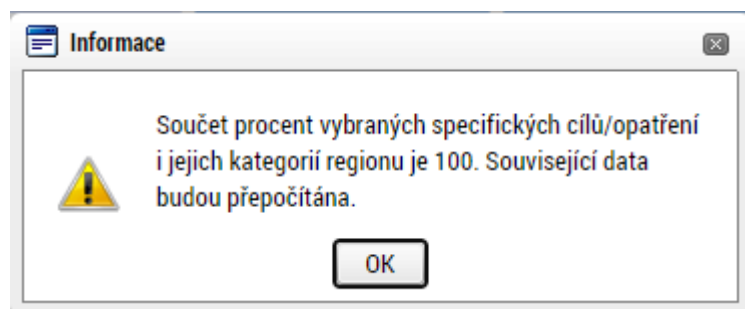 Informace
Součet procent vybraných specifických cílů/opatření
i jejich kategorií regionu je 100. Související data
budou přepočítána.
OK